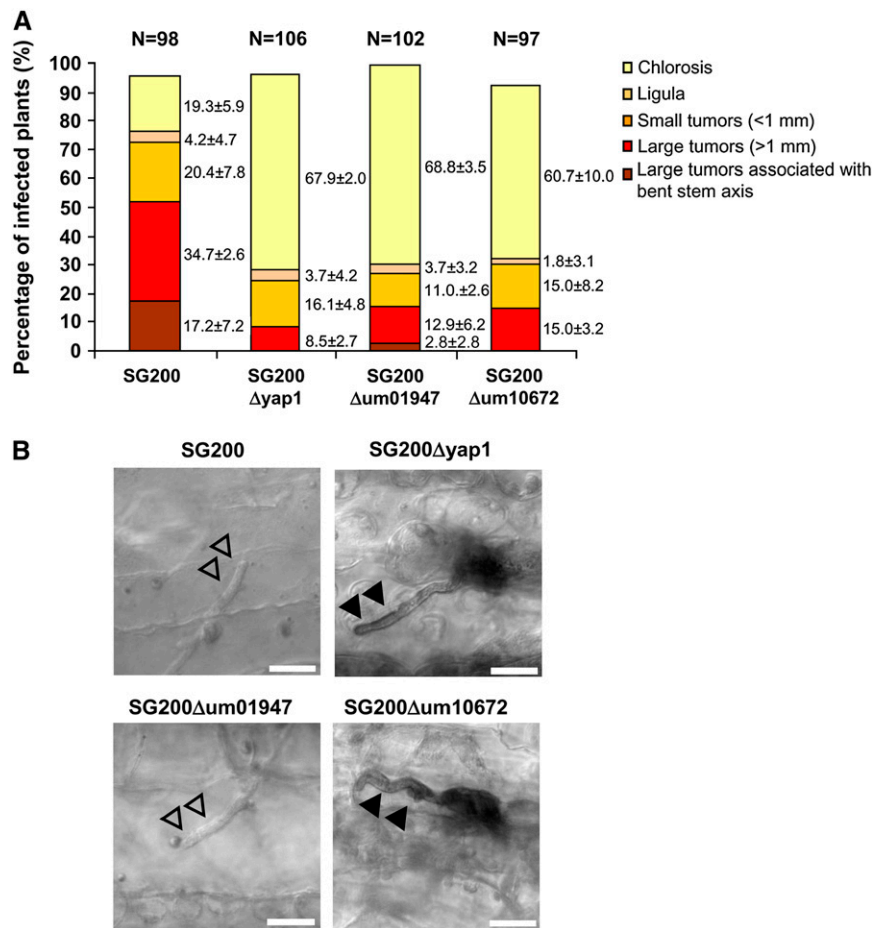 A
N=98 N=106 N=102 N=97
Percentage of infected plants (%)
100
90
80
70
60
50
40
30
20
10
0
19.3±5.9
4.2±4.7
20.4±7.8
34.7±2.6
17.2±7.2
67.9±2.0
3.7±4.2
16.1±4.8
8.5±2.7
68.8±3.5
3.7±3.2
11.0.±2.6
12.9±6.2
2.8±2.8
60.7±10.0
1.8±3.1
15.0±8.2
15.0±3.2
Chlorosis
Ligula
Small tumors (<1 mm)
Large tumors (>1 mm)
Large tumors associated with
bent stem axis
SG200
SG200
Δyap1
SG200
Δum01947
SG200
Δum10672
B
SG200 SG200Δyap1
SG200Δum01947 SG200Δum10672